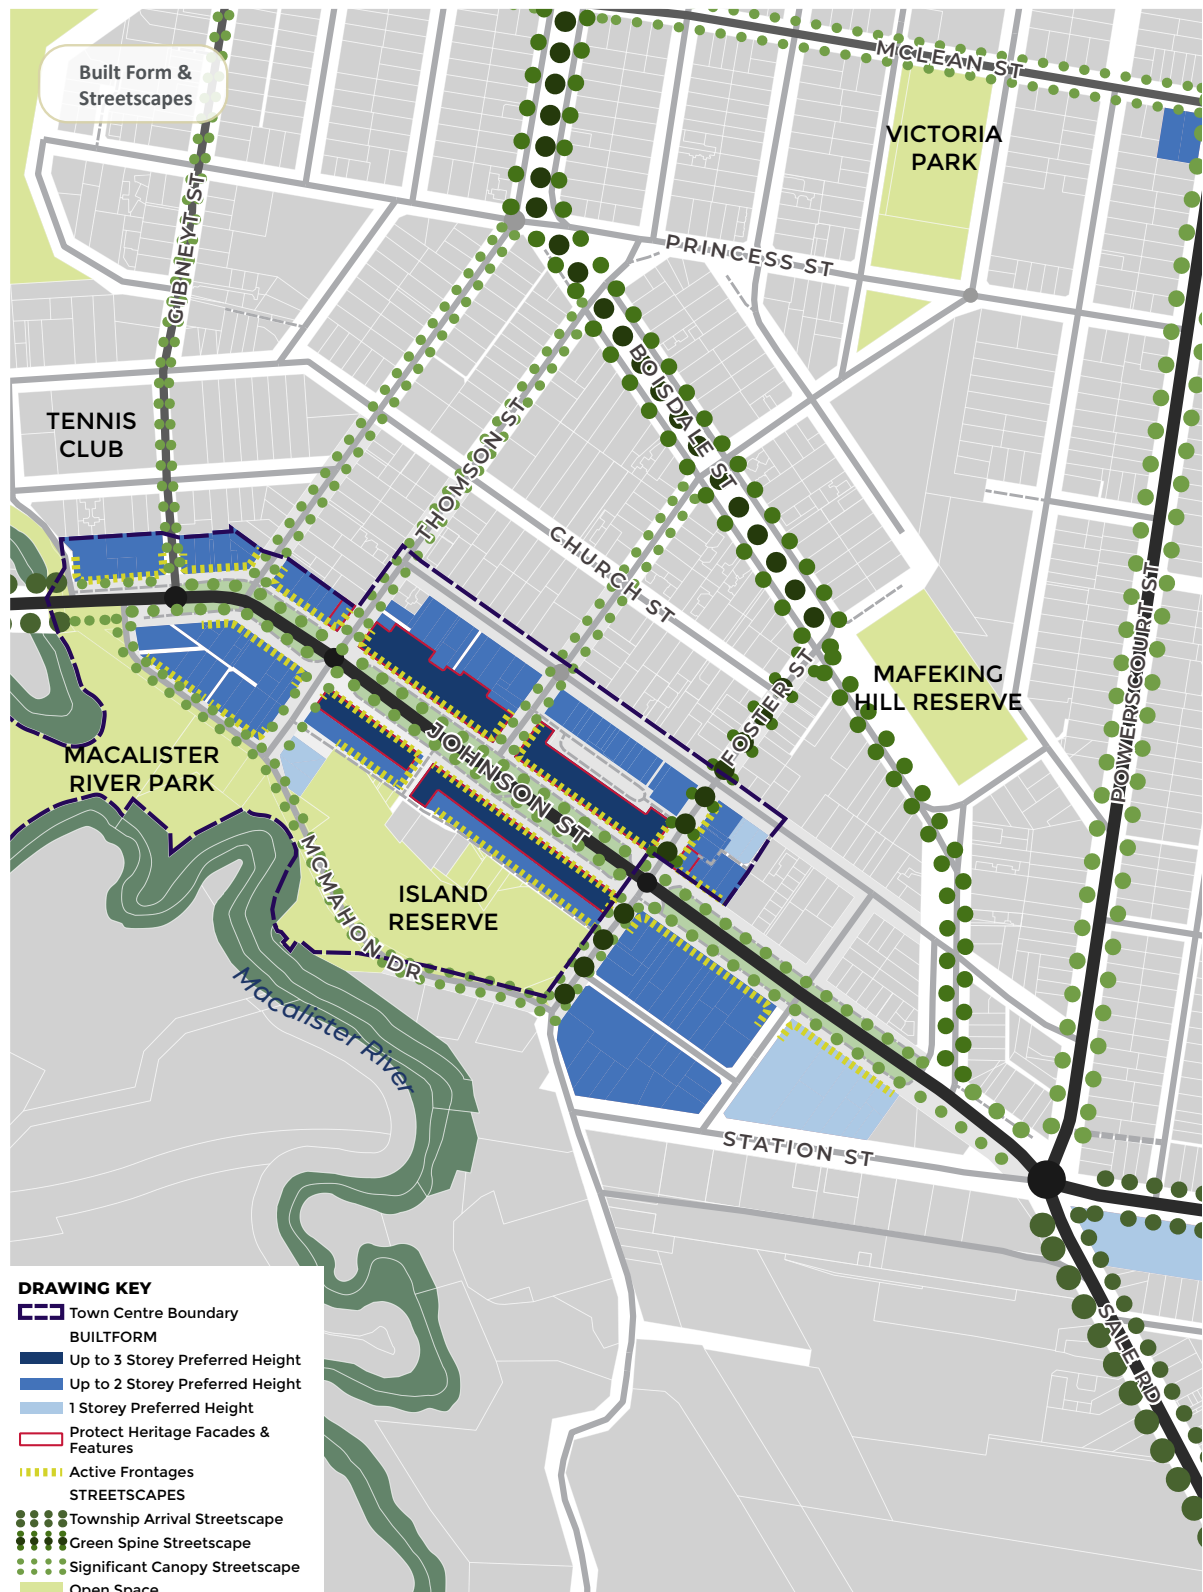 Built Form &
Streetscapes
MCLEAN ST
VICTORIA
PARK
GIBNEY ST
PRINCESS ST
BOISDALE ST
TENNIS
CLUB
THOMSON ST
CHURCH ST
POWERSCOURT ST
FOSTER ST
MAFEKING
HILL RESERVE
MACALISTER
RIVER PARK
JOHNSON ST
MCMAHON DR
ISLAND
RESERVE
Macalister River
STATION ST
SALE RD
DRAWING KEY
Town Centre Boundary
BUILTFORM
Up to 3 Storey Preferred Height
Up to 2 Storey Preferred Height
1 Storey Preferred Height
Protect Heritage Facades &
Features
Active Frontages
STREETSCAPES
Township Arrival Streetscape
Green Spine Streetscape
Significant Canopy Streetscape
Open Space